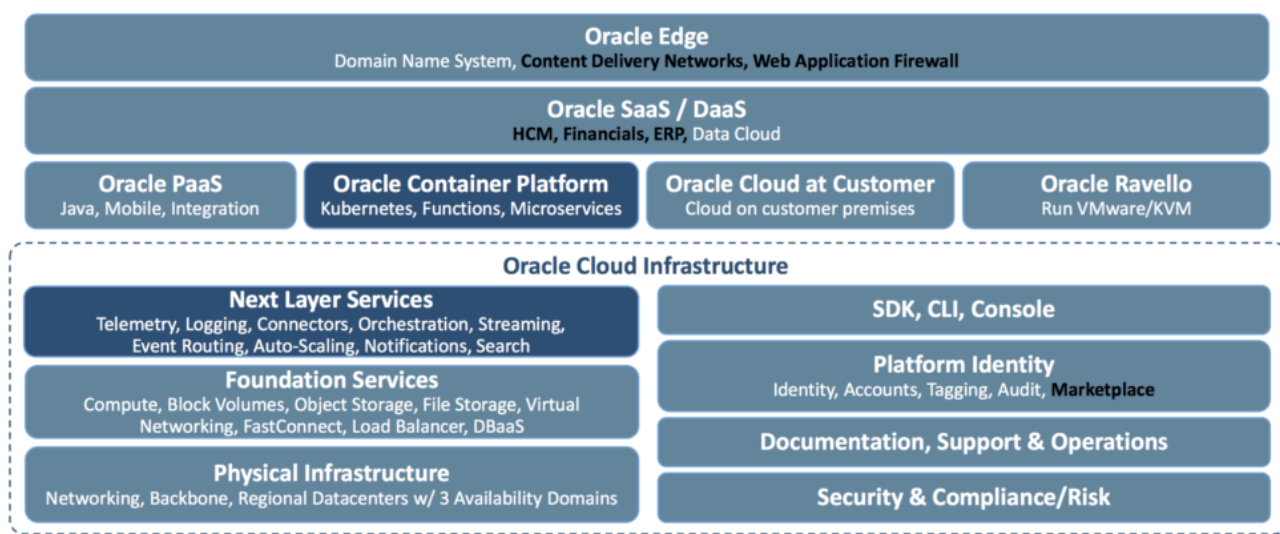 Oracle Edge
Domain Name System, Content Delivery Networks, Web Application Firewall
Oracle SaaS / DaaS
HCM, Financials, ERP, Data Cloud
Oracle PaaS
Java, Mobile, Integration
Oracle Container Platform
Kubernetes, Functions, Microservices
Oracle Cloud at Customer
Cloud on customer premises
Oracle Ravello
Run VMware/KVM
Oracle Cloud Infrastructure
Next Layer Services
Telemetry, Logging, Connectors, Orchestration, Streaming,
Event Routing, Auto-Scaling, Notifications, Search
Foundation Services
Compute, Block Volumes, Object Storage, File Storage, Virtual
Networking, FastConnect, Load Balancer, DBaaS
Physical Infrastructure
Networking, Backbone, Regional Datacenters w/ 3 Availability Domains
SDK, CLI, Console
Platform Identity
Identity, Accounts, Tagging, Audit, Marketplace
Documentation, Support & Operations
Security & Compliance/Risk